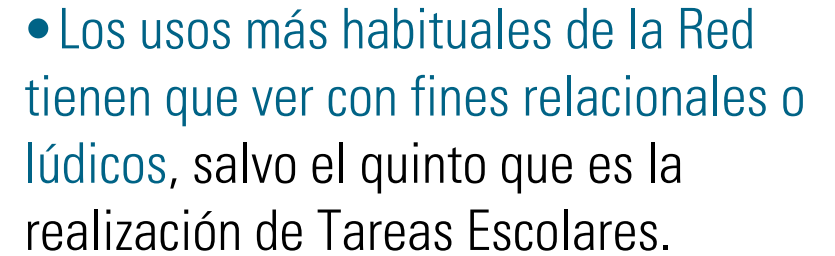 •Los usos más habituales de la Red
tienen que ver con fines relacionales o
lúdicos, salvo el quinto que es la
realización de Tareas Escolares.